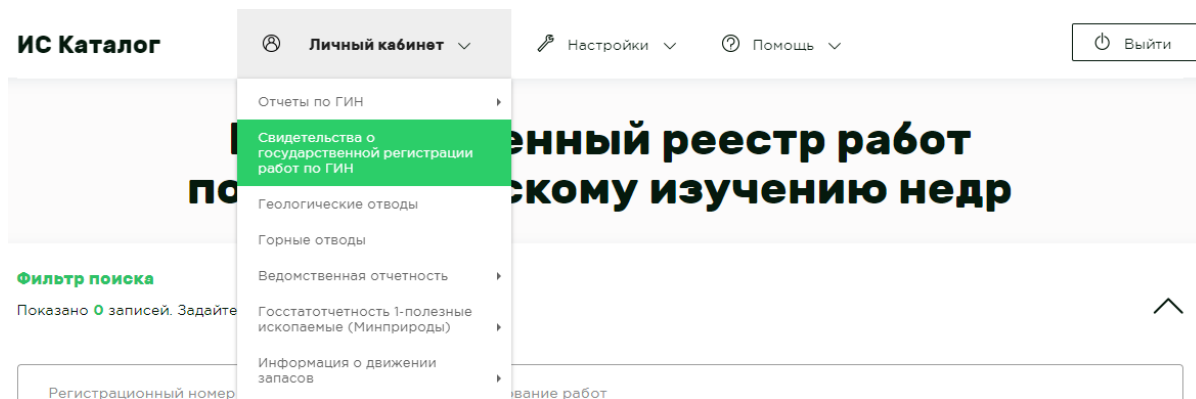 ИС Каталог
Личный кабинет
Настройки
Помощь
Выйти
Отчеты по ГИН
Свидетельства о
государственной регистрации
работ по ГИН
Геологические отводы
Горные отводы
Ведомственная отчетность
Госстатотчетность 1-полезные
ископаемые (Минприроды)
Информация о движении
запасов
енный реестр работ
по скому изучению недр
Фильтр поиска
Показано 0 записей. Задайте
Регистрационный номер ование работ